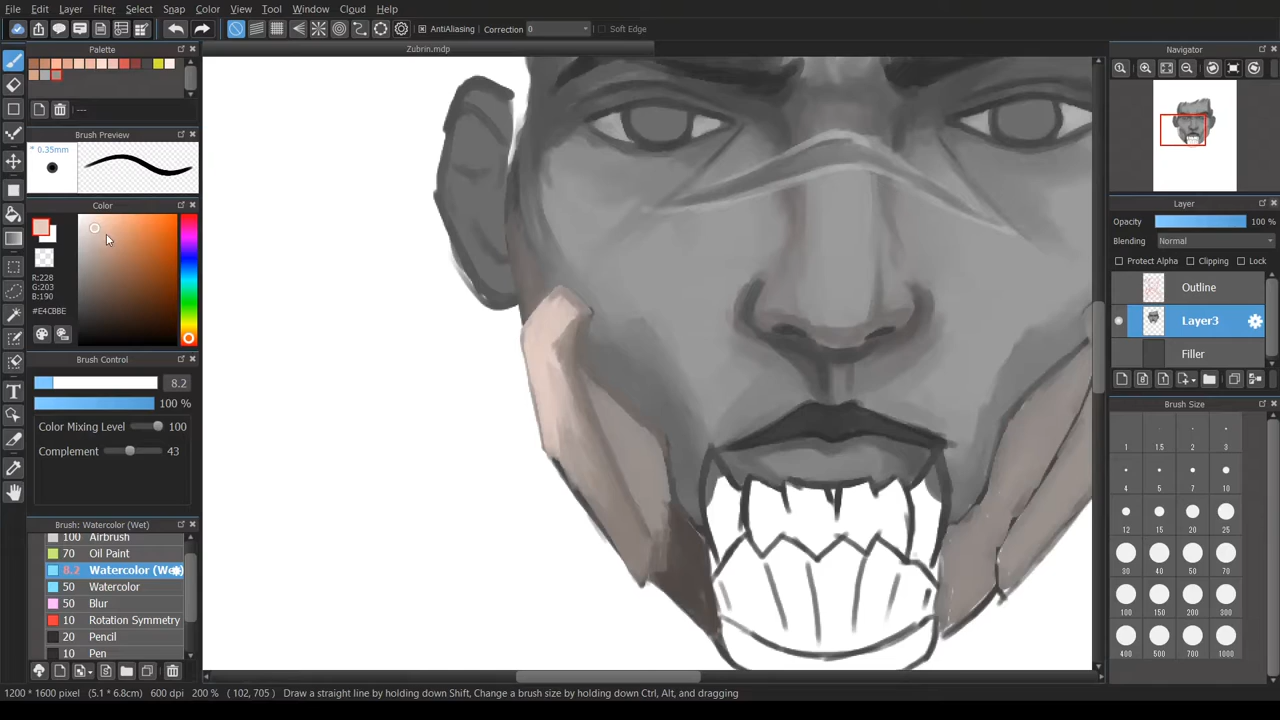 File Edit Layer Filter Select Snap Color Tool Window Cloud Help
AntiAliasing Correction 0 Soft Edge
Palette
---
Brush Preview
* 0.35mm
Color
R:228
G:203
B:190
#E4CBBE
Brush Control
8.2
100 %
Color Mixing Level 100
Complement 43
Brush: Watercolor (Wet)
100 Airbrush
70 Oil Paint
8.2 Watercolor (Wet)
50 Watercolor
50 Blur
10 Rotation Symmetry
20 Pencil
10 Pen
Zubrin.mdp
Navigator
Layer
Opacity 100 %
Blending Normal
Protect Alpha Clipping Lock
Outline
Layer3
Filler
Brush Size
1 1.5 2 3
4 5 7 10
12 15 20 25
30 40 50 70
100 150 200 300
400 500 700 1000
1200 * 1600 pixel (5.1 * 6.8cm) 600 dpi 200 % ( 102, 705 ) Draw a straight line by holding down Shift, Change a brush size by holding down Ctrl, Alt, and dragging